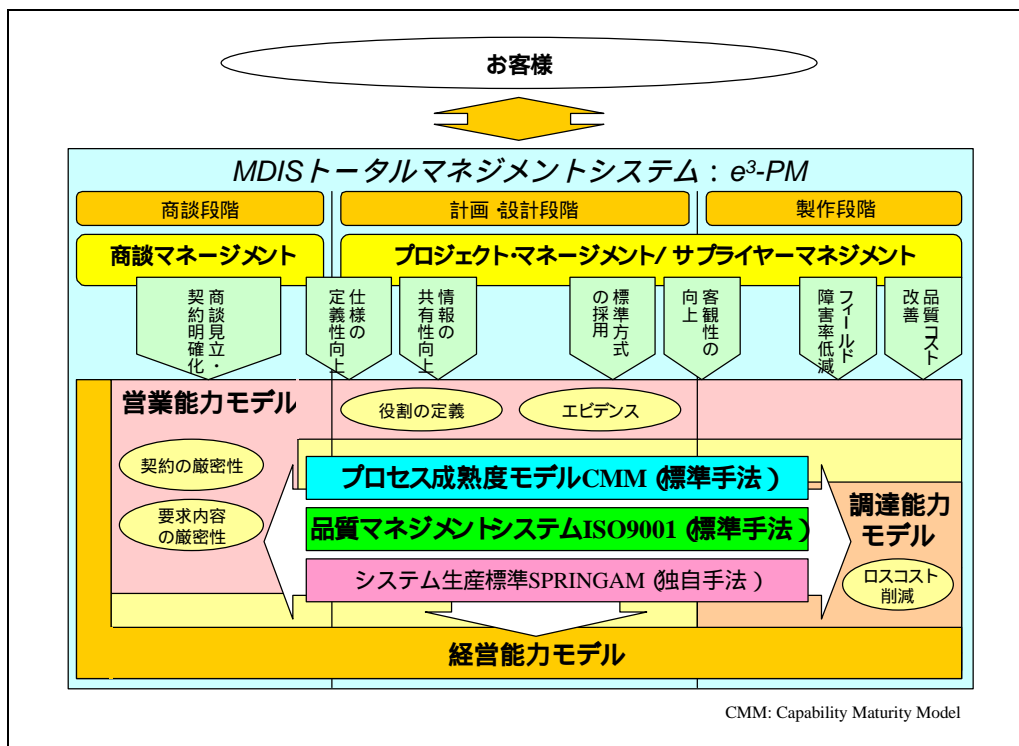 お客様
MDISトータルマネジメントシステム：e³-PM
商談段階
計画・設計段階
製作段階
商談マネージメント
プロジェクト・マネージメント/サプライヤーマネジメント
商談見立・
契約明確化
仕様の
定義性向上
情報の
共有性向上
標準方式
の採用
客観性の
向上
フィールド
障害率低減
品質コスト
改善
営業能力モデル
役割の定義
エビデンス
契約の厳密性
要求内容
の厳密性
プロセス成熟度モデルCMM（標準手法）
品質マネジメントシステムISO9001（標準手法）
システム生産標準SPRINGAM（独自手法）
調達能力
モデル
ロスコスト
削減
経営能力モデル
CMM: Capability Maturity Model